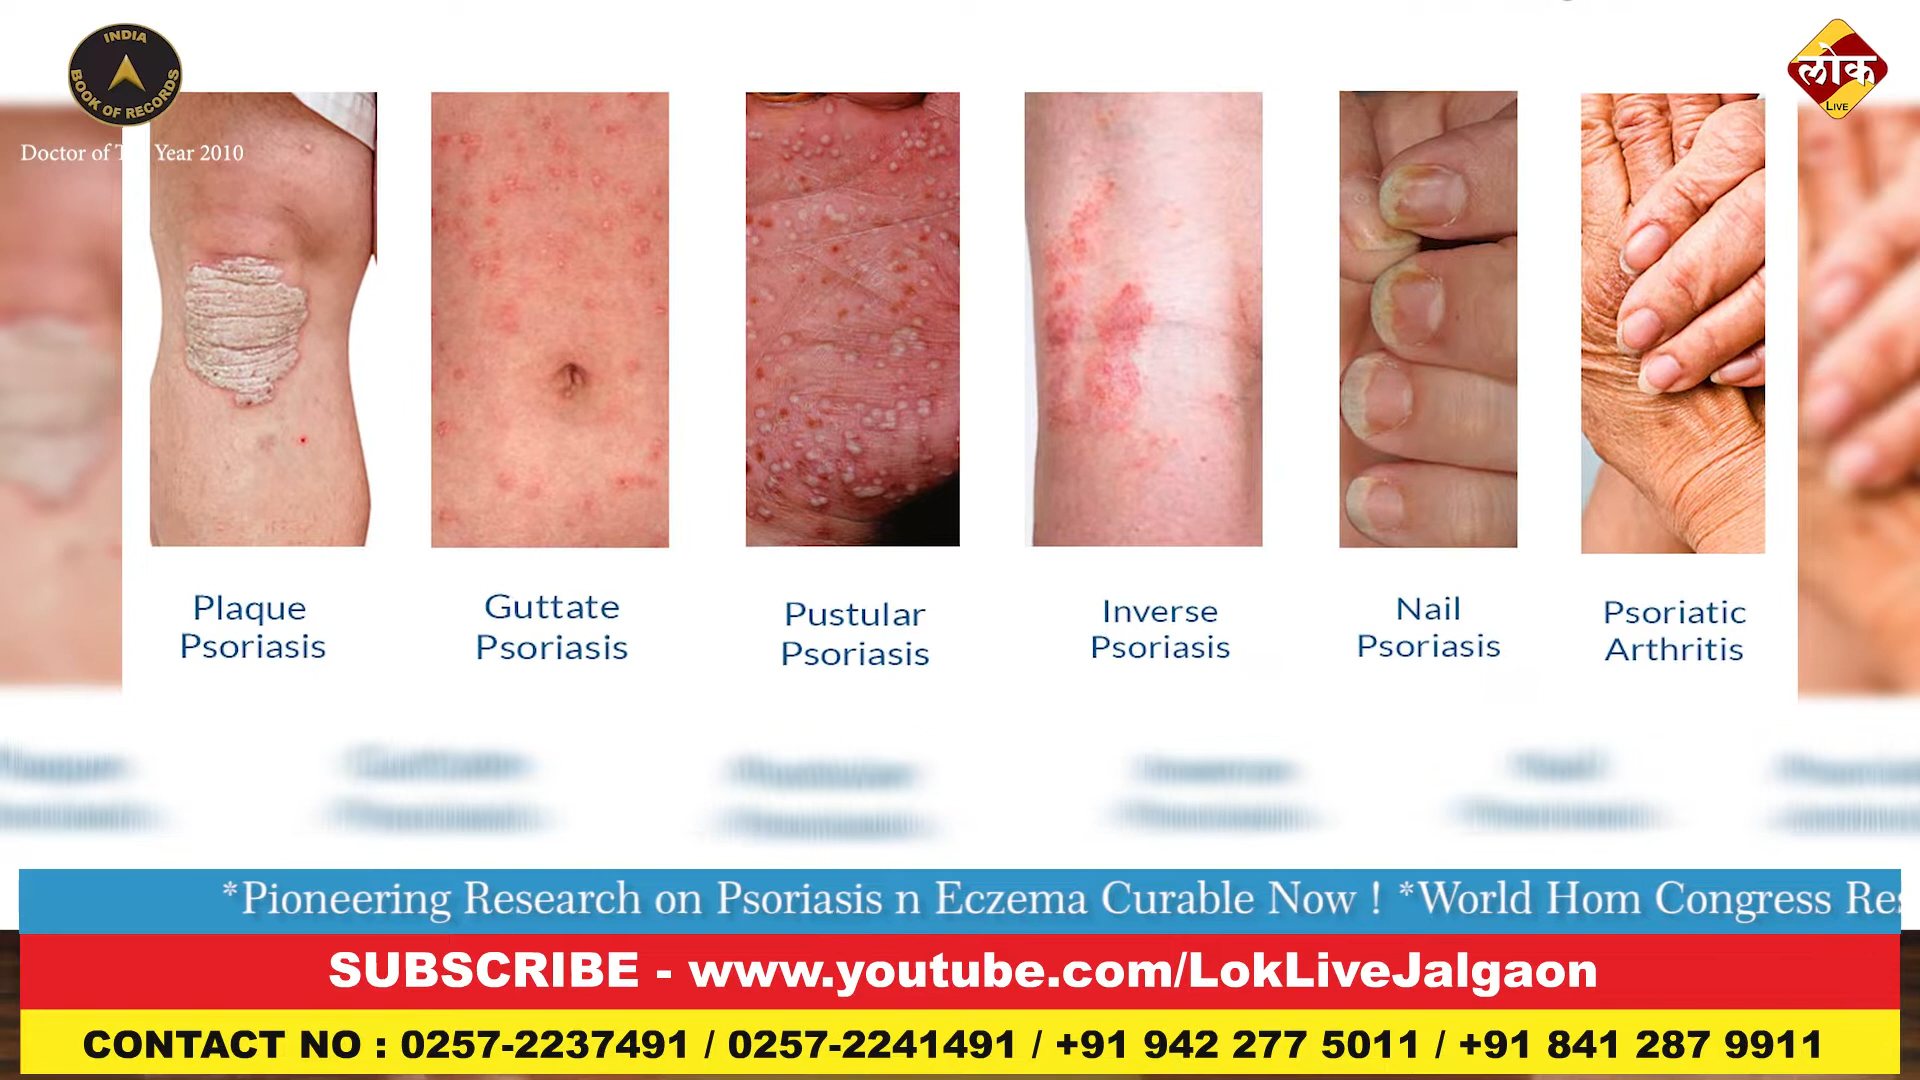 INDIA
BOOK OF RECORDS
लोक
LIVE
Doctor of T Year 2010
Plaque
Psoriasis
Guttate
Psoriasis
Pustular
Psoriasis
Inverse
Psoriasis
Nail
Psoriasis
Psoriatic
Arthritis
*Pioneering Research on Psoriasis n Eczema Curable Now ! *World Hom Congress Res
SUBSCRIBE - www.youtube.com/LokLiveJalgaon
CONTACT NO : 0257-2237491 / 0257-2241491 / +91 942 277 5011 / +91 841 287 9911